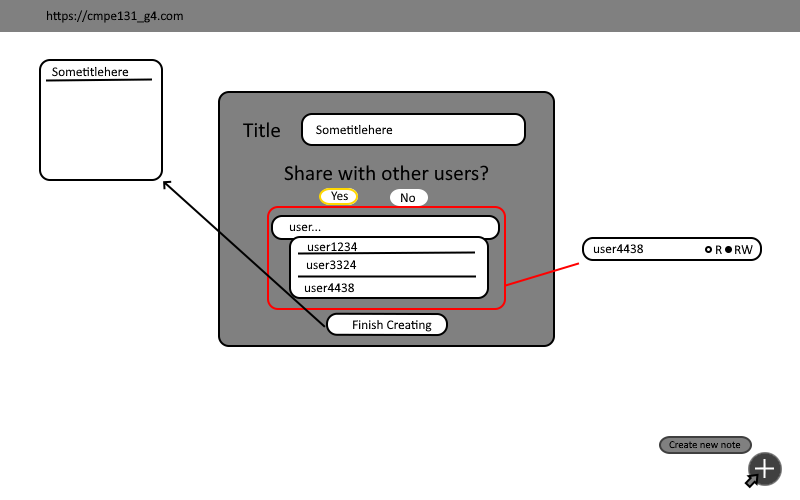 https://cmpe131_g4.com
Sometitlehere
Title
Sometitlehere
Share with other users?
Yes
No
user...
user1234
user3324
user4438
user4438
R
RW
Finish Creating
Create new note